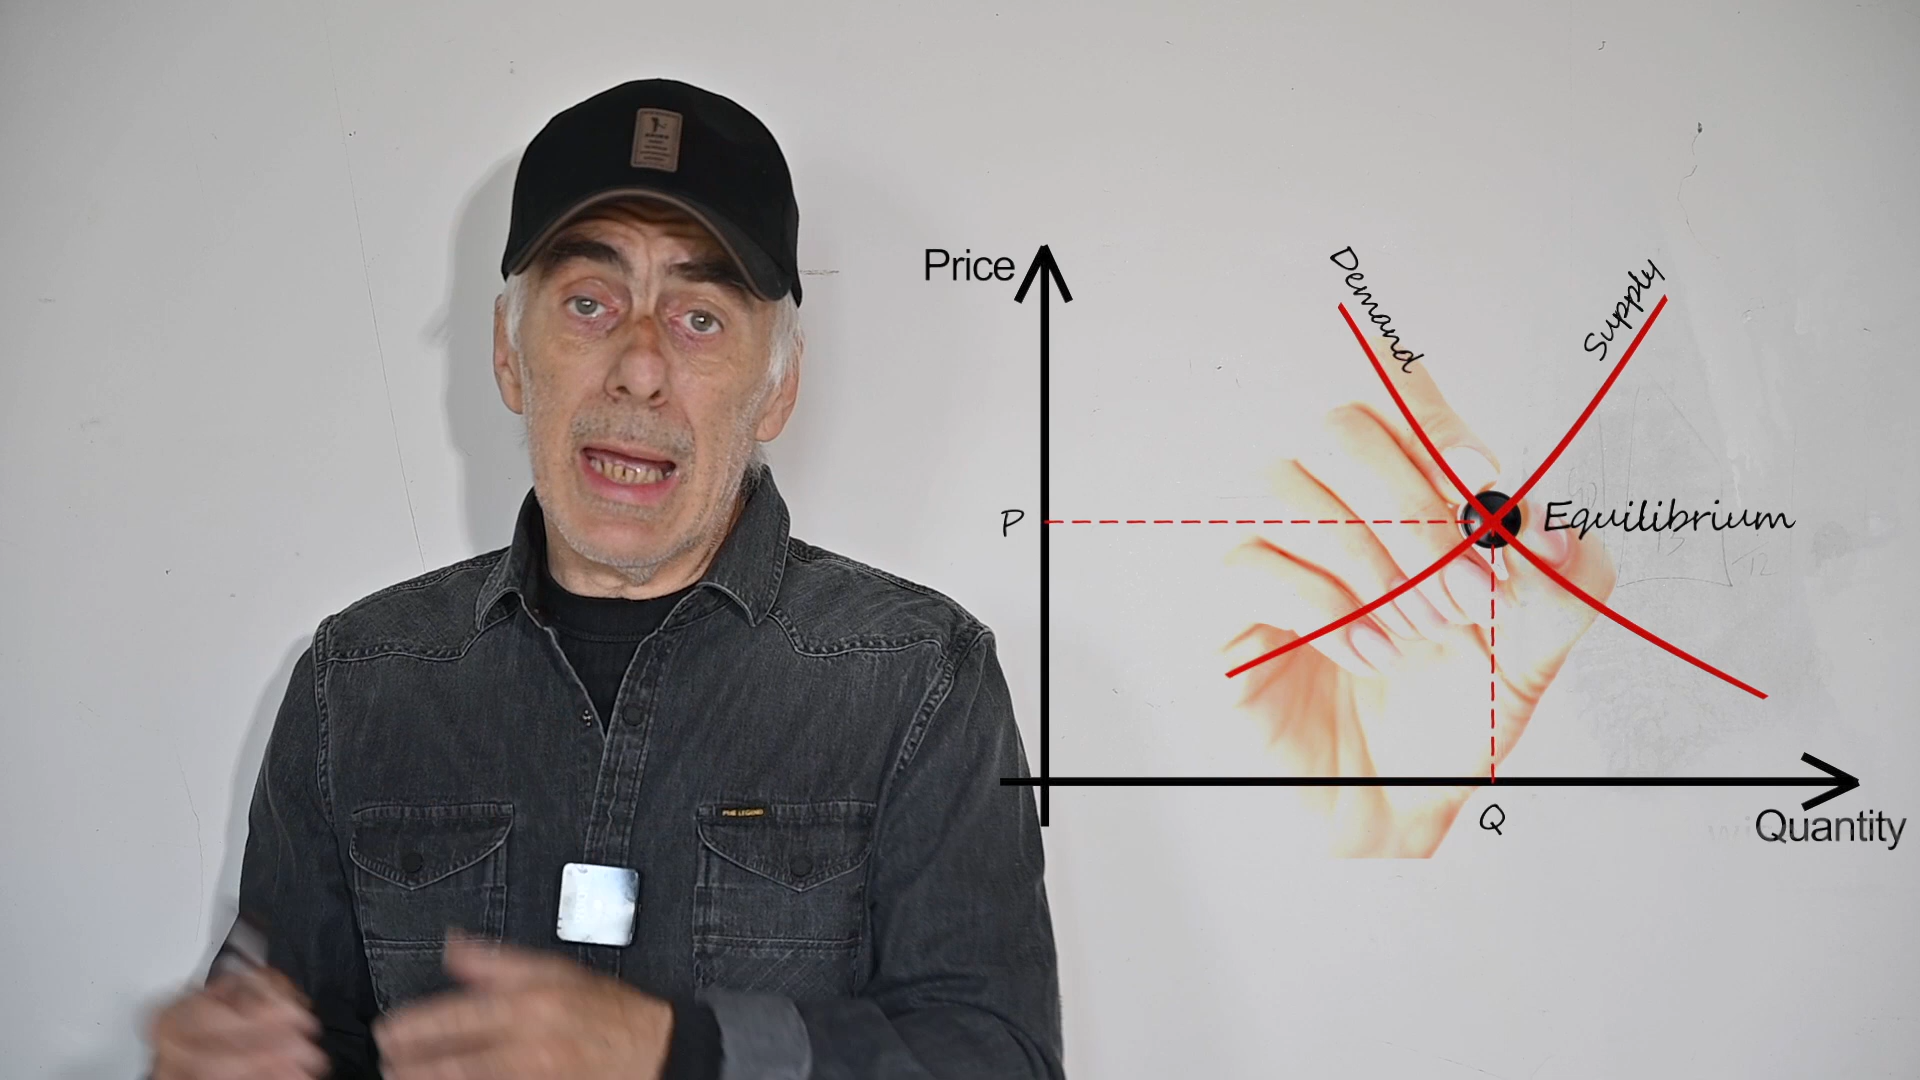 Price
Demand
Supply
P
Equilibrium
Q
Quantity